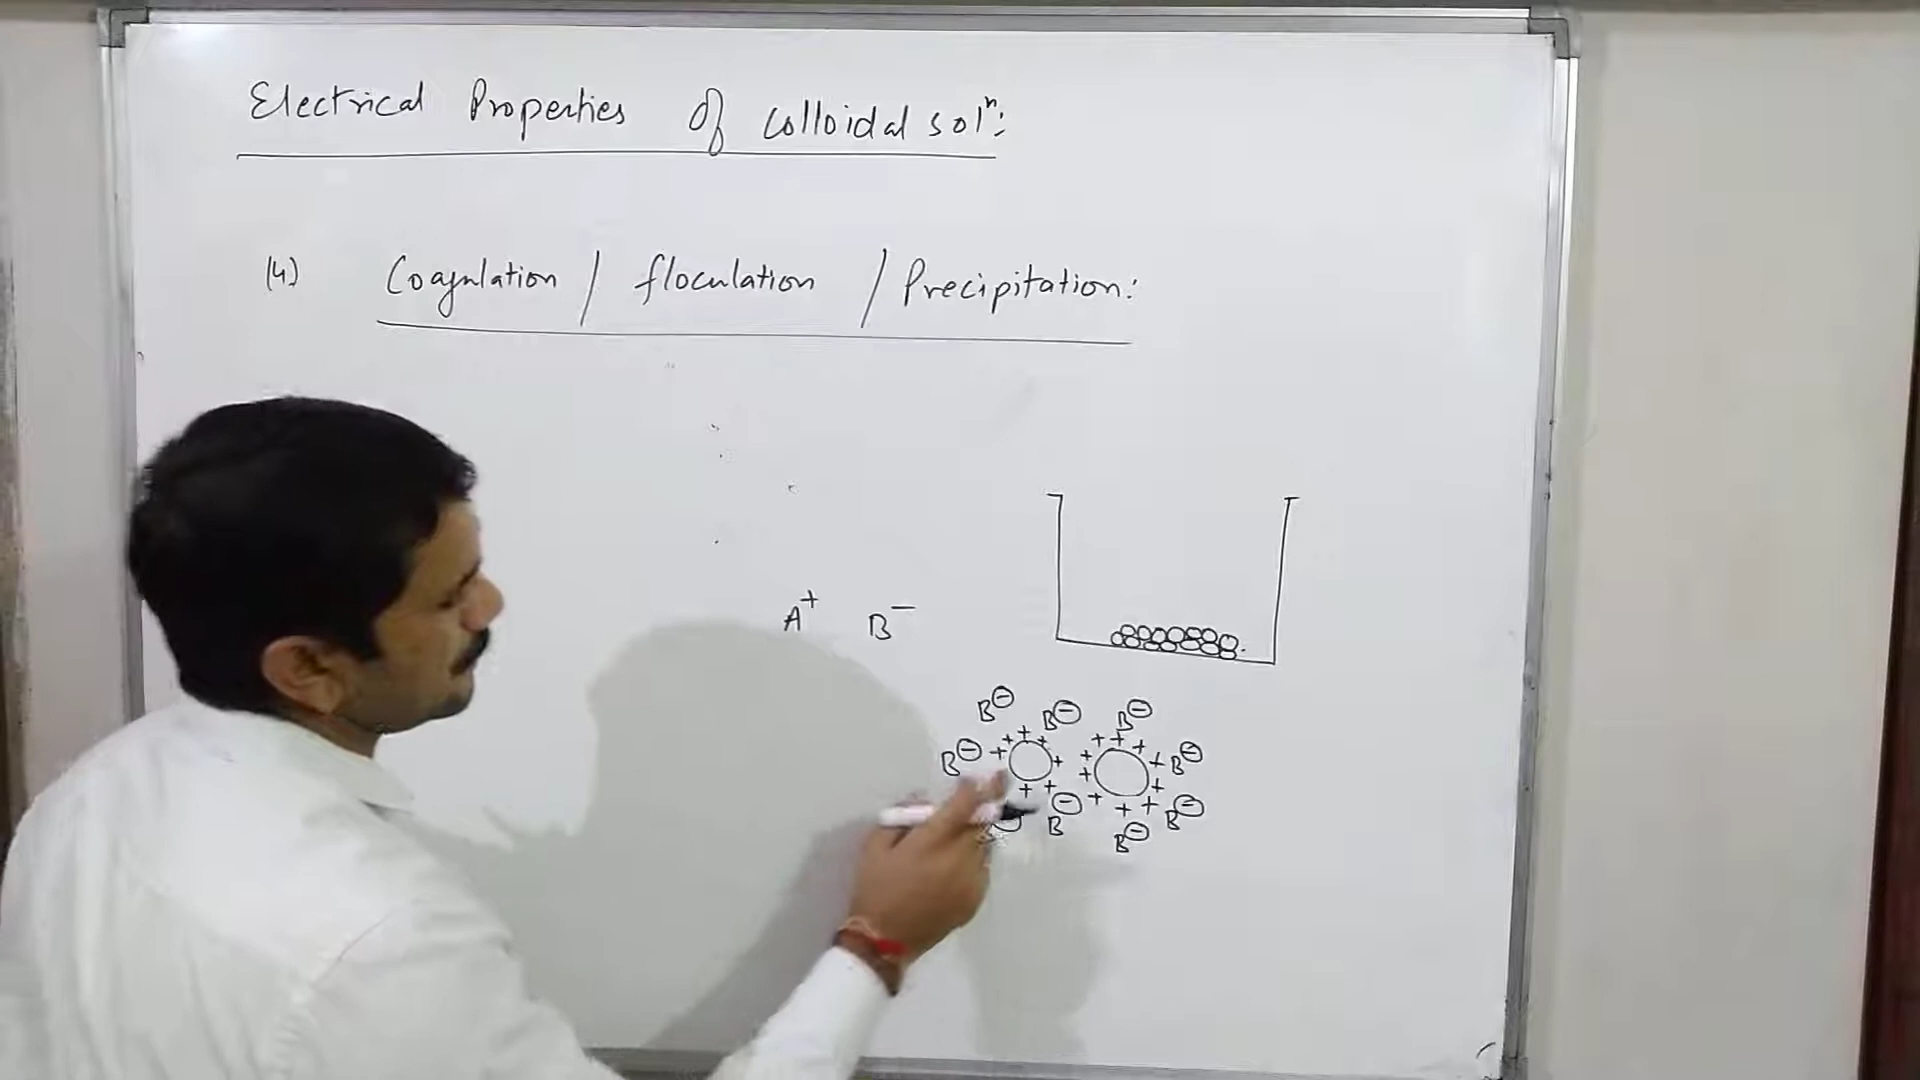 Electrical Properties of colloidal solⁿ:
(4) Coagulation / floculation / Precipitation:
A⁺ B⁻
B⊖ B⊖ B⊖
+ + + + + +
B⊖ + + + + B⊖
+ + +
+ + + + +
B⊖ B⊖
B⊖